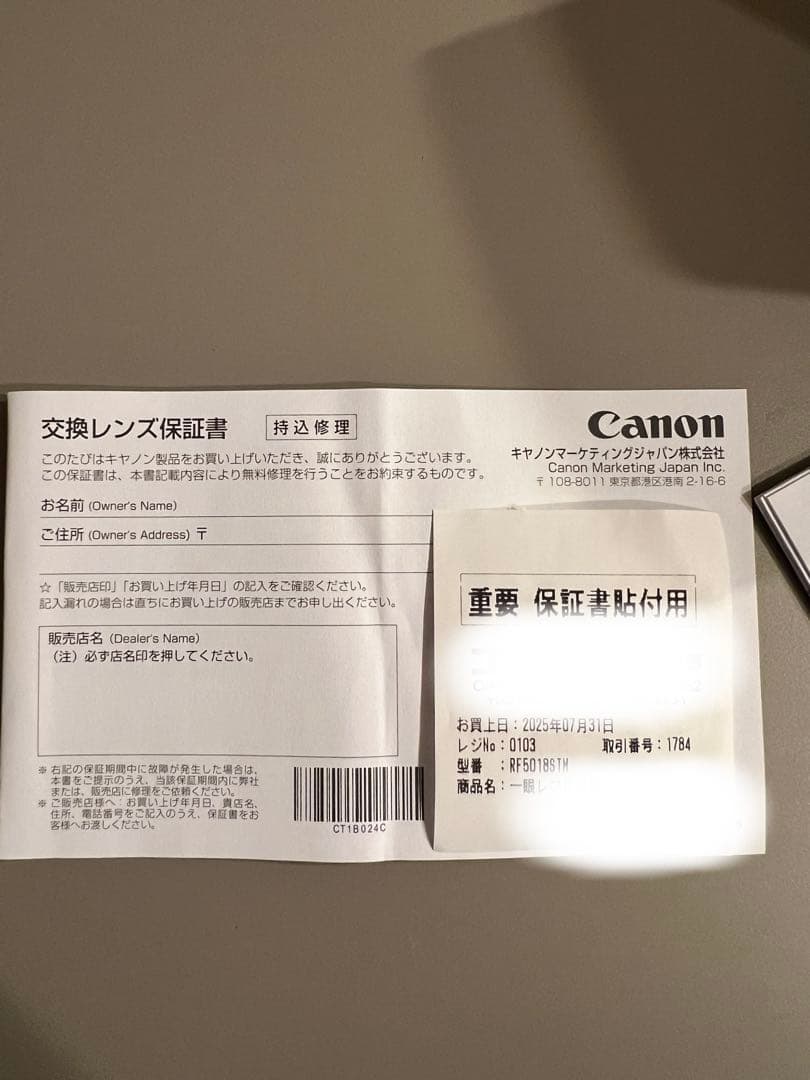 交換レンズ保証書
持込修理
Canon
キヤノンマーケティングジャパン株式会社
Canon Marketing Japan Inc.
〒108-8011 東京都港区港南 2-16-6
このたびはキヤノン製品をお買い上げいただき、誠にありがとうございます。
この保証書は、本書記載内容により無料修理を行うことをお約束するものです。
お名前 (Owner's Name)
ご住所 (Owner's Address) 〒
☆「販売店印」「お買い上げ年月日」の記入をご確認ください。
記入漏れの場合は直ちにお買い上げの販売店までお申し出ください。
販売店名 (Dealer's Name)
(注) 必ず店名印を押してください。
※ 右記の保証期間中に故障が発生した場合は、
本書をご提示のうえ、当該保証期間内に弊社
または、販売店に修理をご依頼ください。
※ ご販売店様へ：お買い上げ年月日、貴店名、
住所、電話番号をご記入のうえ、保証書をお
客様へお渡しください。
CT1B024C
重要 保証書貼付用
お買上日：2025年07月31日
レジNo：0103 取引番号：1784
型番 ：RF5018STM
商品名：一眼レ